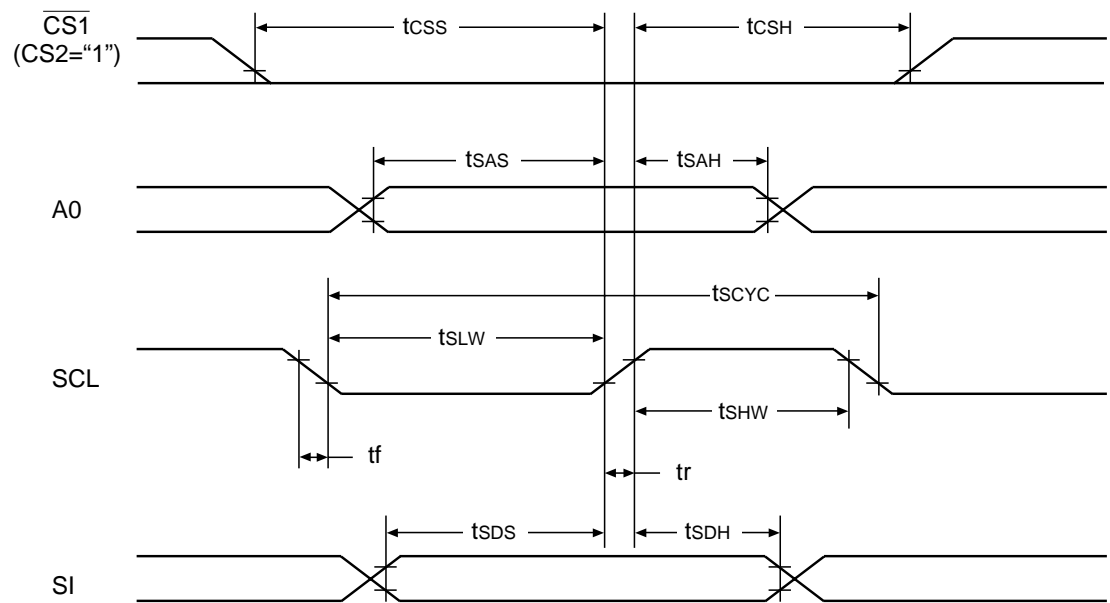 CS1
tCSS
tCSH
(CS2=“1”)
tSAS
tSAH
A0
tSCYC
tSLW
SCL
tSHW
tf
tr
tSDS
tSDH
SI